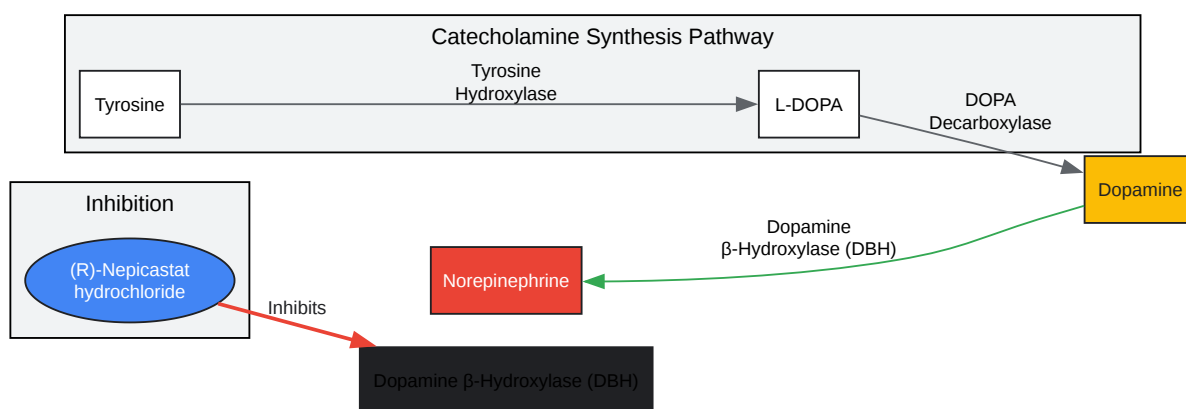 Catecholamine Synthesis Pathway
Tyrosine
Tyrosine
Hydroxylase
L-DOPA
DOPA
Decarboxylase
Dopamine
Inhibition
(R)-Nepicastat
hydrochloride
Inhibits
Dopamine
β-Hydroxylase (DBH)
Norepinephrine
Dopamine β-Hydroxylase (DBH)